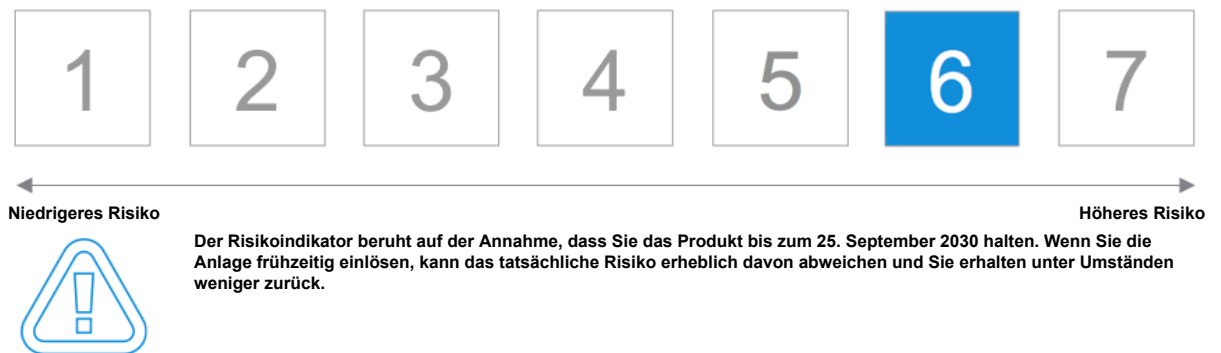 1 2 3 4 5 6 7
Niedrigeres Risiko Höheres Risiko
Der Risikoindikator beruht auf der Annahme, dass Sie das Produkt bis zum 25. September 2030 halten. Wenn Sie die
Anlage frühzeitig einlösen, kann das tatsächliche Risiko erheblich davon abweichen und Sie erhalten unter Umständen
weniger zurück.